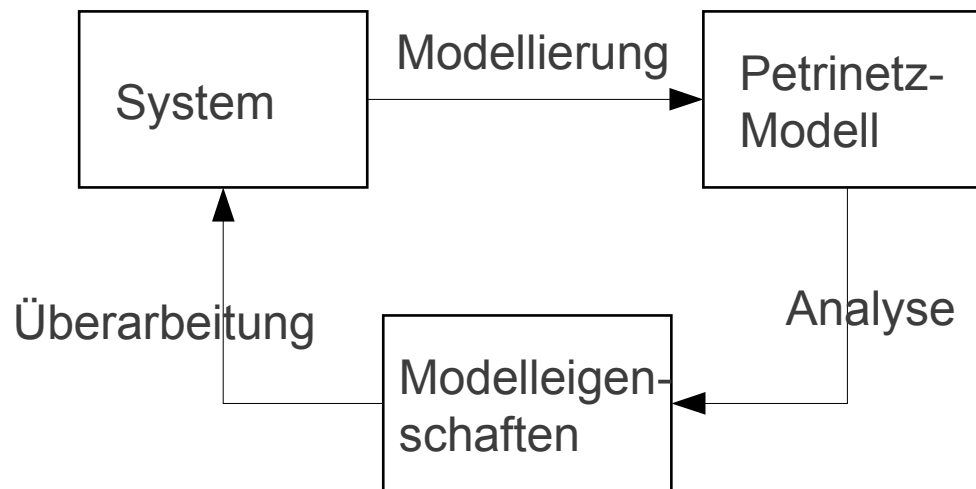 System
Modellierung
Petrinetz-
Modell
Analyse
Modelleigen-
schaften
Überarbeitung